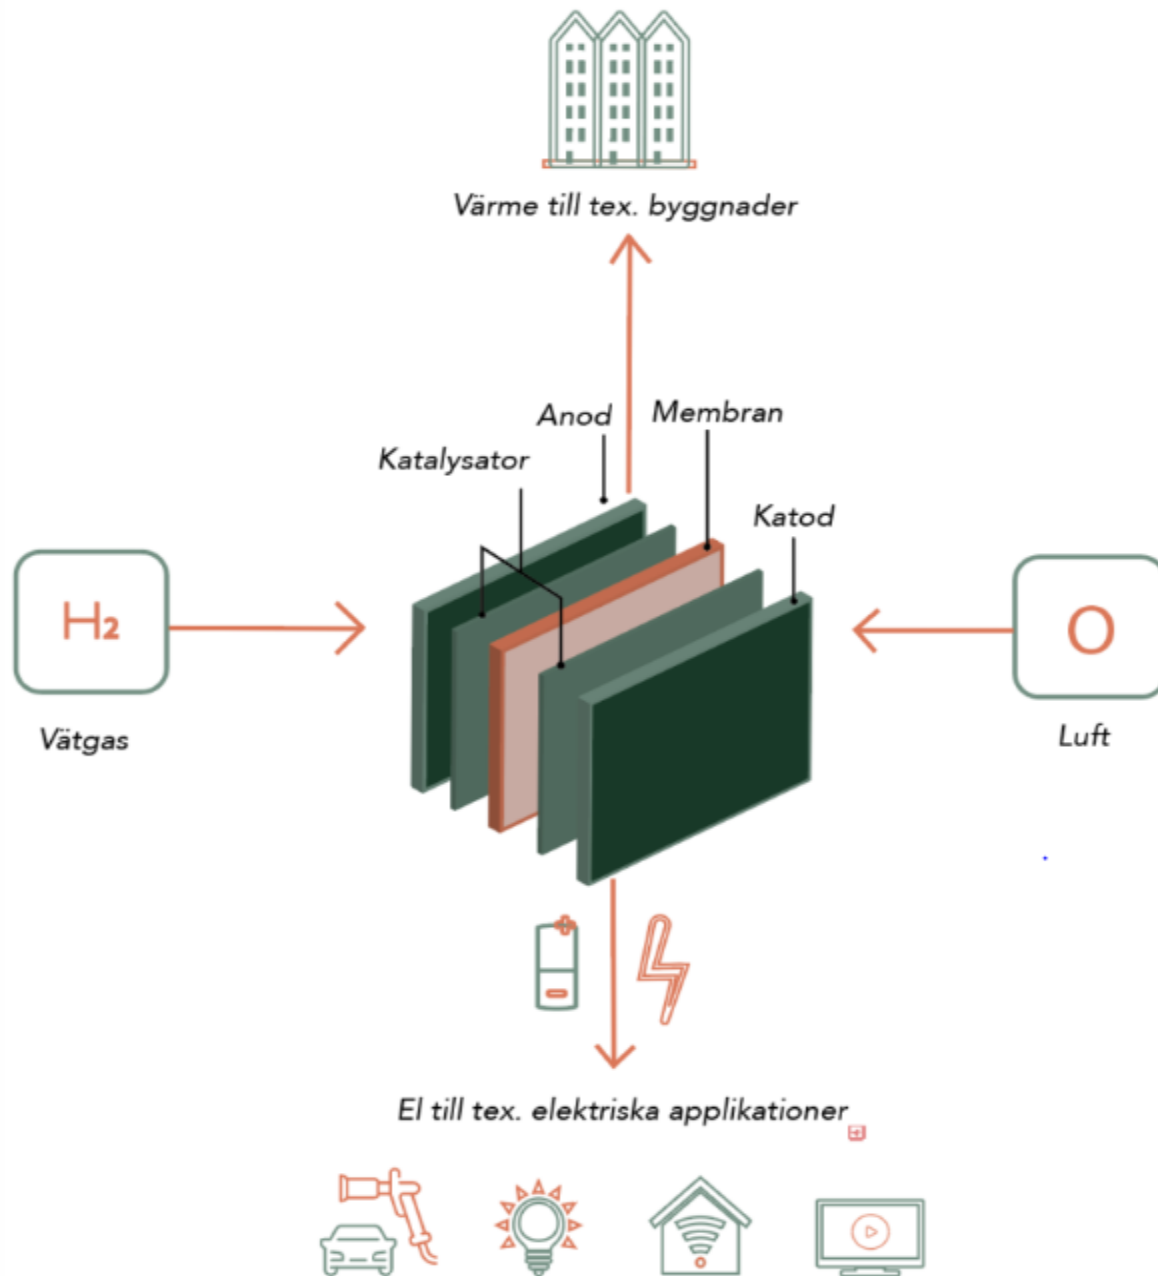 Värme till tex. byggnader
Anod
Membran
Katalysator
Katod
H₂
O
Vätgas
Luft
El till tex. elektriska applikationer